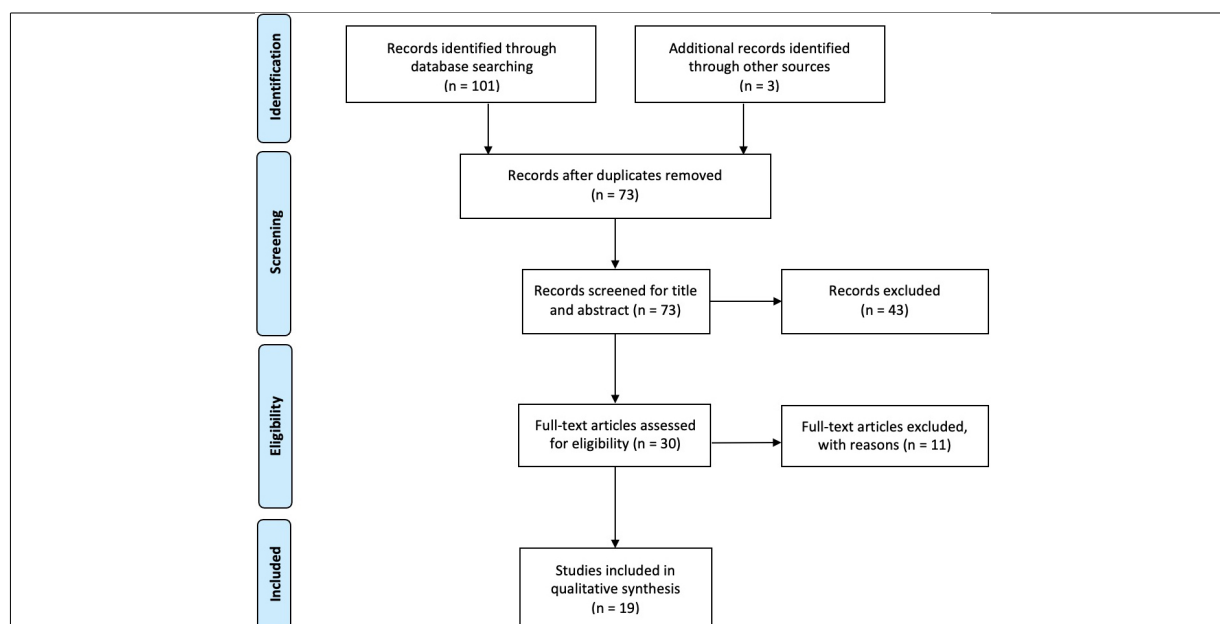 Identification
Records identified through
database searching
(n = 101)
Additional records identified
through other sources
(n = 3)
Screening
Records after duplicates removed
(n = 73)
Records screened for title
and abstract (n = 73)
Records excluded
(n = 43)
Eligibility
Full-text articles assessed
for eligibility (n = 30)
Full-text articles excluded,
with reasons (n = 11)
Included
Studies included in
qualitative synthesis
(n = 19)